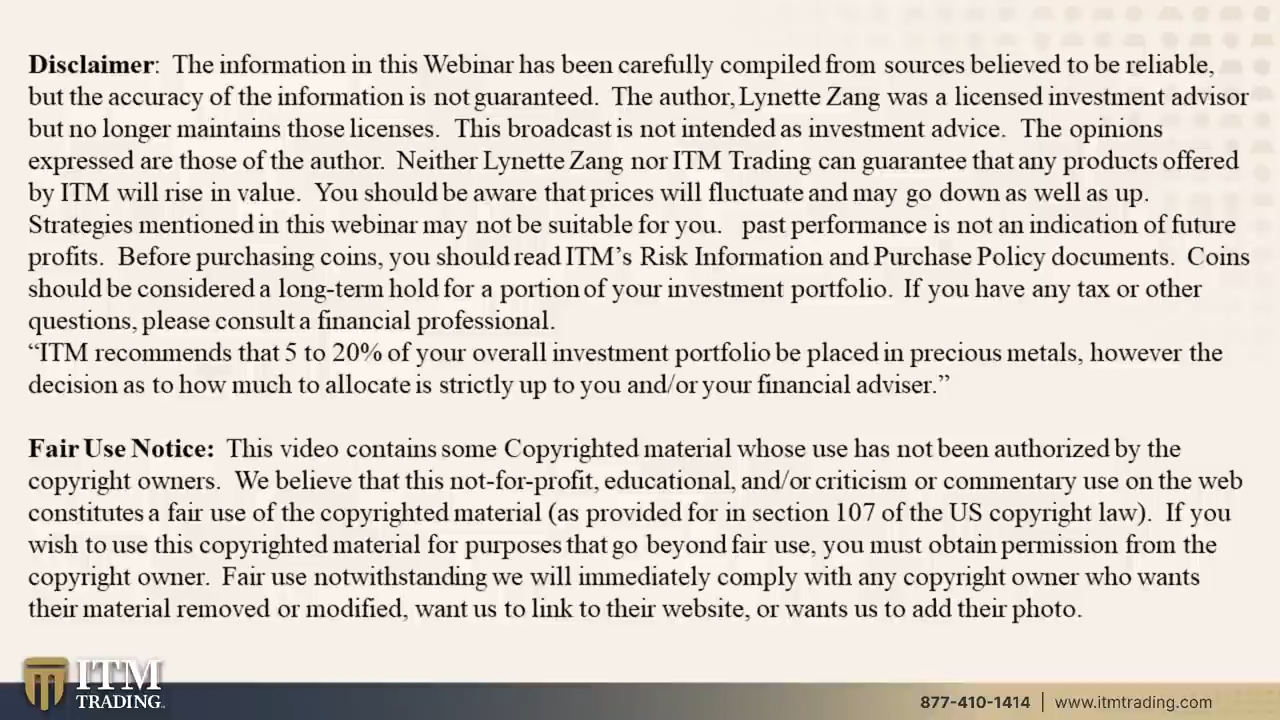 Disclaimer: The information in this Webinar has been carefully compiled from sources believed to be reliable,
but the accuracy of the information is not guaranteed. The author, Lynette Zang was a licensed investment advisor
but no longer maintains those licenses. This broadcast is not intended as investment advice. The opinions
expressed are those of the author. Neither Lynette Zang nor ITM Trading can guarantee that any products offered
by ITM will rise in value. You should be aware that prices will fluctuate and may go down as well as up.
Strategies mentioned in this webinar may not be suitable for you. past performance is not an indication of future
profits. Before purchasing coins, you should read ITM’s Risk Information and Purchase Policy documents. Coins
should be considered a long-term hold for a portion of your investment portfolio. If you have any tax or other
questions, please consult a financial professional.
“ITM recommends that 5 to 20% of your overall investment portfolio be placed in precious metals, however the
decision as to how much to allocate is strictly up to you and/or your financial adviser.”
Fair Use Notice: This video contains some Copyrighted material whose use has not been authorized by the
copyright owners. We believe that this not-for-profit, educational, and/or criticism or commentary use on the web
constitutes a fair use of the copyrighted material (as provided for in section 107 of the US copyright law). If you
wish to use this copyrighted material for purposes that go beyond fair use, you must obtain permission from the
copyright owner. Fair use notwithstanding we will immediately comply with any copyright owner who wants
their material removed or modified, want us to link to their website, or wants us to add their photo.
ITM
TRADING
877-410-1414 | www.itmtrading.com